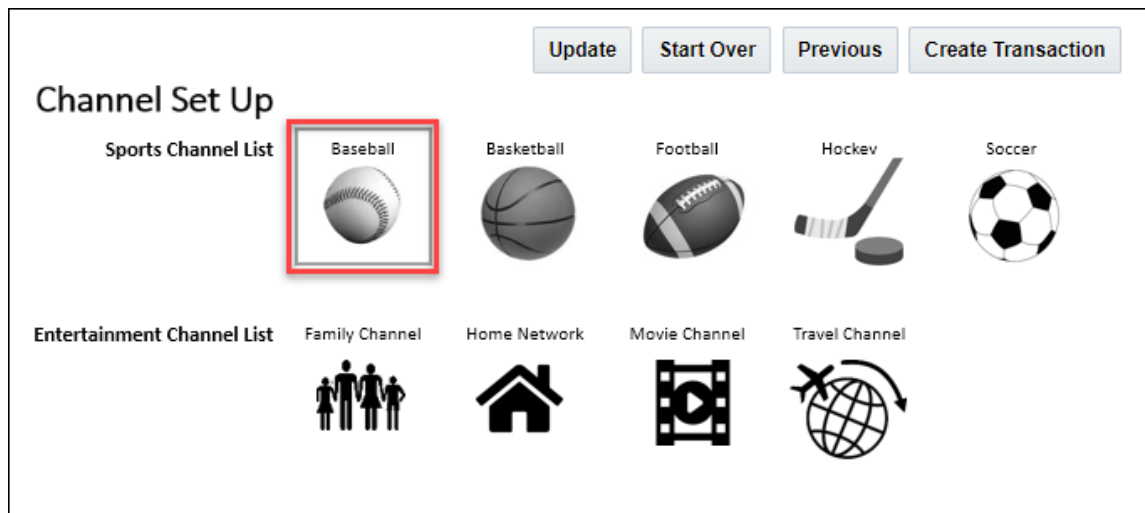 Update Start Over Previous Create Transaction
Channel Set Up
Sports Channel List Baseball Basketball Football Hockey Soccer
Entertainment Channel List Family Channel Home Network Movie Channel Travel Channel